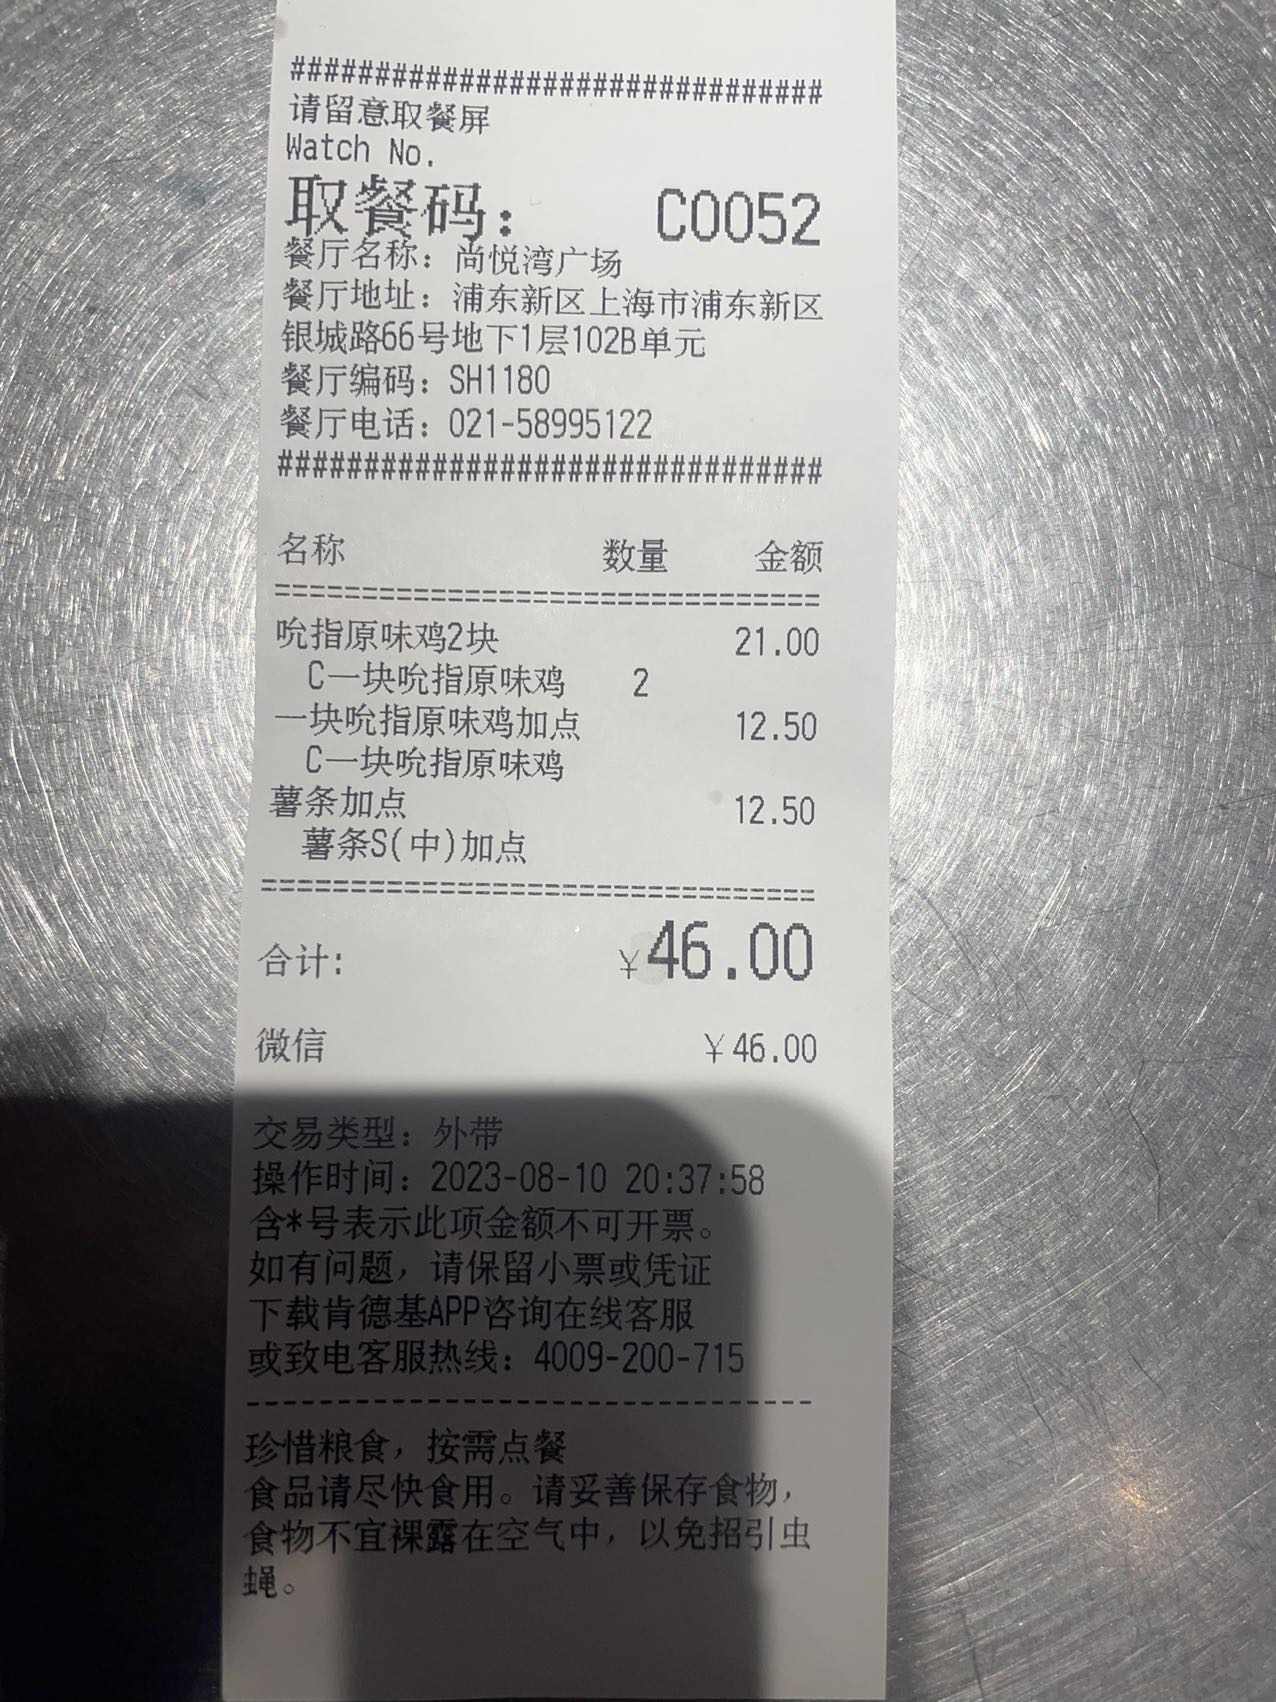 ################################
请留意取餐屏
Watch No.
取餐码: C0052
餐厅名称: 尚悦湾广场
餐厅地址: 浦东新区上海市浦东新区
银城路66号地下1层102B单元
餐厅编码: SH1180
餐厅电话: 021-58995122
################################
名称 数量 金额
================================
吮指原味鸡2块 21.00
C一块吮指原味鸡 2
一块吮指原味鸡加点 12.50
C一块吮指原味鸡
薯条加点 12.50
薯条S(中)加点
================================
合计: ¥46.00
微信 ¥46.00
交易类型: 外带
操作时间: 2023-08-10 20:37:58
含*号表示此项金额不可开票。
如有问题，请保留小票或凭证
下载肯德基APP咨询在线客服
或致电客服热线: 4009-200-715
--------------------------------
珍惜粮食，按需点餐
食品请尽快食用。请妥善保存食物，
食物不宜裸露在空气中，以免招引虫
蝇。